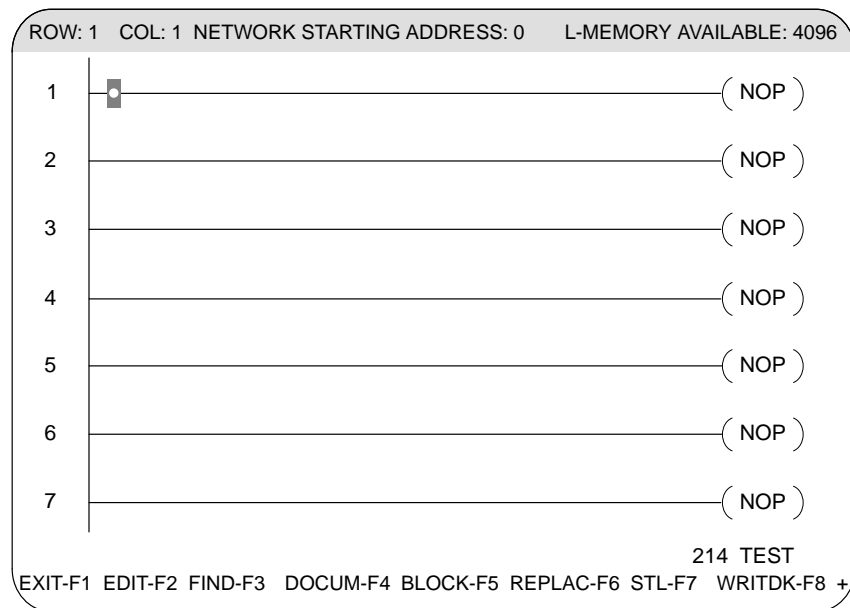 ROW: 1 COL: 1 NETWORK STARTING ADDRESS: 0 L-MEMORY AVAILABLE: 4096
1 NOP
2 NOP
3 NOP
4 NOP
5 NOP
6 NOP
7 NOP
214 TEST
EXIT-F1 EDIT-F2 FIND-F3 DOCUM-F4 BLOCK-F5 REPLAC-F6 STL-F7 WRITDK-F8 +